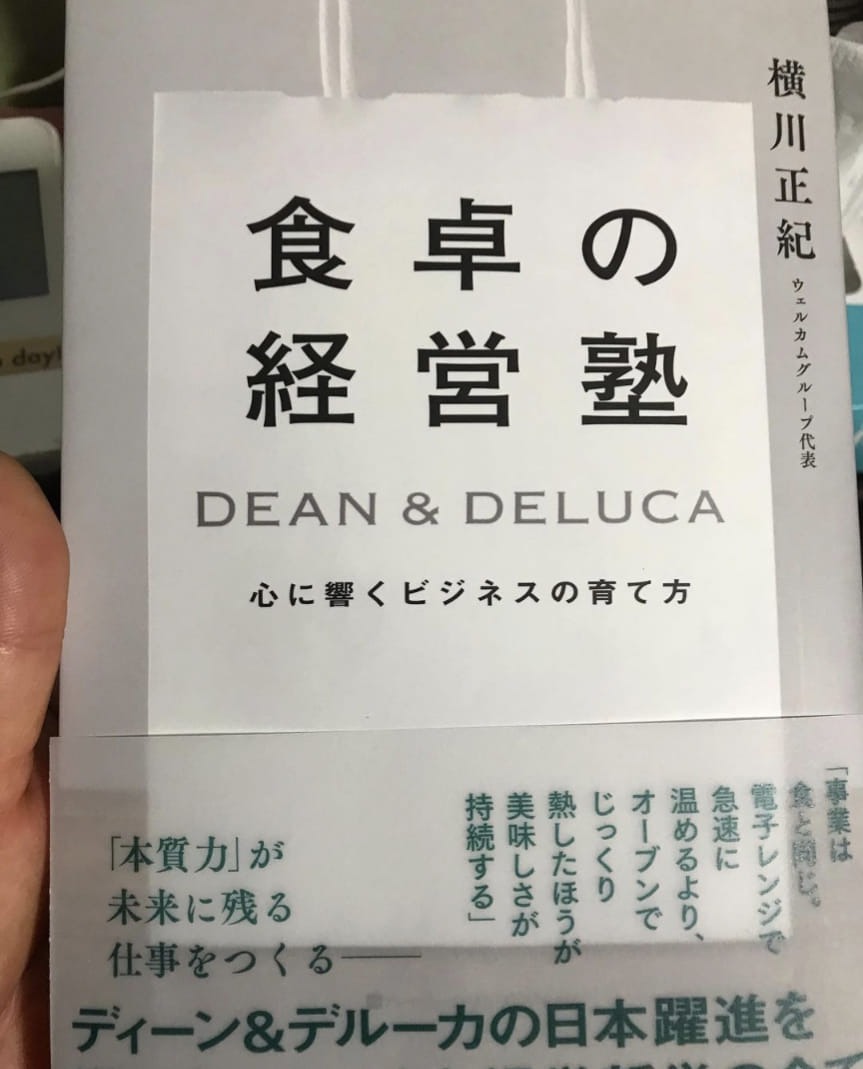 横川正紀
ウェルカムグループ代表
食卓の
経営塾
DEAN & DELUCA
心に響くビジネスの育て方
「事業は
食と同じ。
電子レンジで
急速に
温めるより、
オーブンで
じっくり
熱したほうが
美味しさが
持続する」
「本質力」が
未来に残る
仕事をつくる──
ディーン&デルーカの日本躍進を
day!